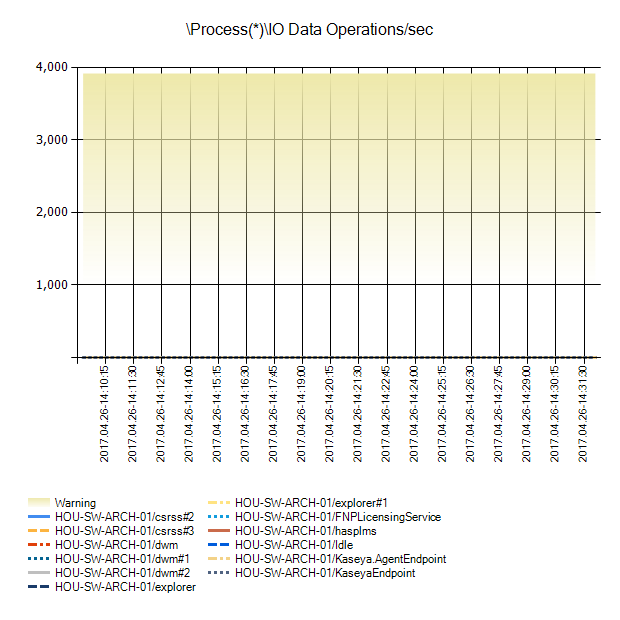 \Process(*)\IO Data Operations/sec
4,000
3,000
2,000
1,000
2017.04.26-14:10:15
2017.04.26-14:11:30
2017.04.26-14:12:45
2017.04.26-14:14:00
2017.04.26-14:15:15
2017.04.26-14:16:30
2017.04.26-14:17:45
2017.04.26-14:19:00
2017.04.26-14:20:15
2017.04.26-14:21:30
2017.04.26-14:22:45
2017.04.26-14:24:00
2017.04.26-14:25:15
2017.04.26-14:26:30
2017.04.26-14:27:45
2017.04.26-14:29:00
2017.04.26-14:30:15
2017.04.26-14:31:30
Warning
HOU-SW-ARCH-01/csrss#2
HOU-SW-ARCH-01/csrss#3
HOU-SW-ARCH-01/dwm
HOU-SW-ARCH-01/dwm#1
HOU-SW-ARCH-01/dwm#2
HOU-SW-ARCH-01/explorer
HOU-SW-ARCH-01/explorer#1
HOU-SW-ARCH-01/FNPLicensingService
HOU-SW-ARCH-01/hasplms
HOU-SW-ARCH-01/Idle
HOU-SW-ARCH-01/Kaseya.AgentEndpoint
HOU-SW-ARCH-01/KaseyaEndpoint